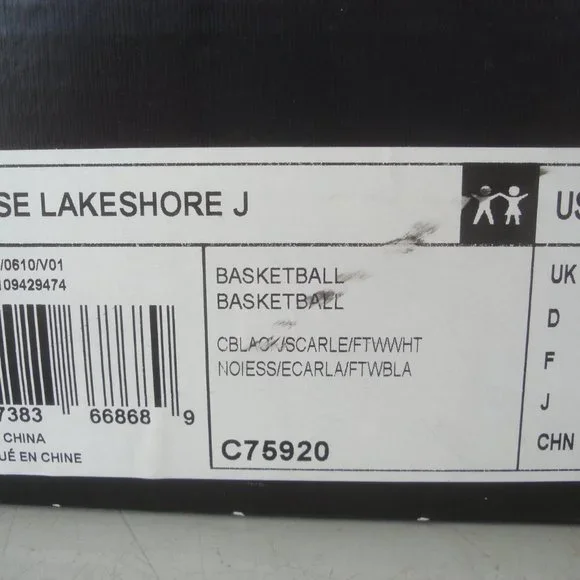 SE LAKESHORE J
US
/0610/V01
109429474
BASKETBALL
BASKETBALL
CBLACK/SCARLE/FTWWHT
NOIESS/ECARLA/FTWBLA
C75920
7383 66868 9
CHINA
UÉ EN CHINE
UK
D
F
J
CHN